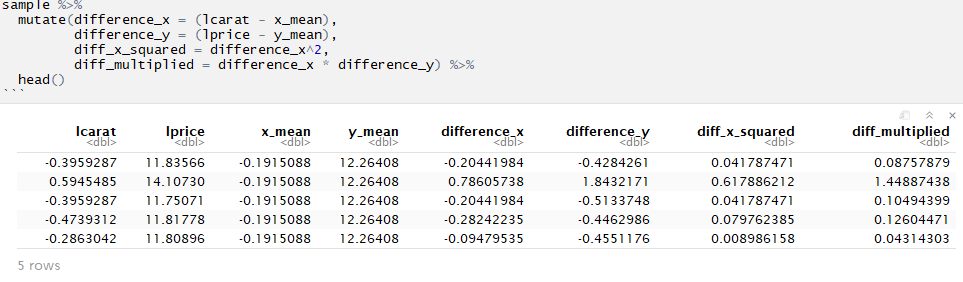 sample %>%
  mutate(difference_x = (lcarat - x_mean),
         difference_y = (lprice - y_mean),
         diff_x_squared = difference_x^2,
         diff_multiplied = difference_x * difference_y) %>%
  head()
```
lcarat lprice x_mean y_mean difference_x difference_y diff_x_squared diff_multiplied
<dbl> <dbl> <dbl> <dbl> <dbl> <dbl> <dbl> <dbl>
-0.3959287 11.83566 -0.1915088 12.26408 -0.20441984 -0.4284261 0.041787471 0.08757879
0.5945485 14.10730 -0.1915088 12.26408 0.78605738 1.8432171 0.617886212 1.44887438
-0.3959287 11.75071 -0.1915088 12.26408 -0.20441984 -0.5133748 0.041787471 0.10494399
-0.4739312 11.81778 -0.1915088 12.26408 -0.28242235 -0.4462986 0.079762385 0.12604471
-0.2863042 11.80896 -0.1915088 12.26408 -0.09479535 -0.4551176 0.008986158 0.04314303
5 rows